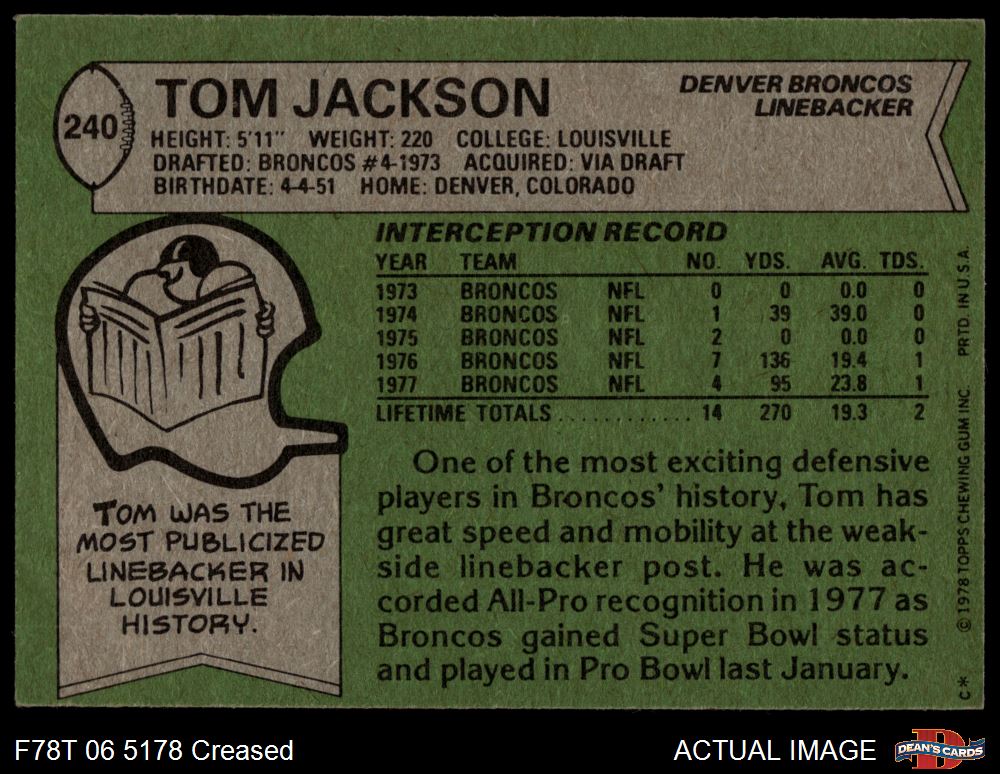 240
TOM JACKSON
DENVER BRONCOS
LINEBACKER
HEIGHT: 5'11" WEIGHT: 220 COLLEGE: LOUISVILLE
DRAFTED: BRONCOS #4-1973 ACQUIRED: VIA DRAFT
BIRTHDATE: 4-4-51 HOME: DENVER, COLORADO
INTERCEPTION RECORD
YEAR TEAM NO. YDS. AVG. TDS.
1973 BRONCOS NFL 0 0 0.0 0
1974 BRONCOS NFL 1 39 39.0 0
1975 BRONCOS NFL 2 0 0.0 0
1976 BRONCOS NFL 7 136 19.4 1
1977 BRONCOS NFL 4 95 23.8 1
LIFETIME TOTALS ............ 14 270 19.3 2
TOM WAS THE
MOST PUBLICIZED
LINEBACKER IN
LOUISVILLE
HISTORY.
One of the most exciting defensive
players in Broncos' history, Tom has
great speed and mobility at the weak-
side linebacker post. He was ac-
corded All-Pro recognition in 1977 as
Broncos gained Super Bowl status
and played in Pro Bowl last January.
C* ©1978 TOPPS CHEWING GUM INC. PRTD. IN U.S.A.
F78T 06 5178 Creased
ACTUAL IMAGE
D
DEAN'S CARDS